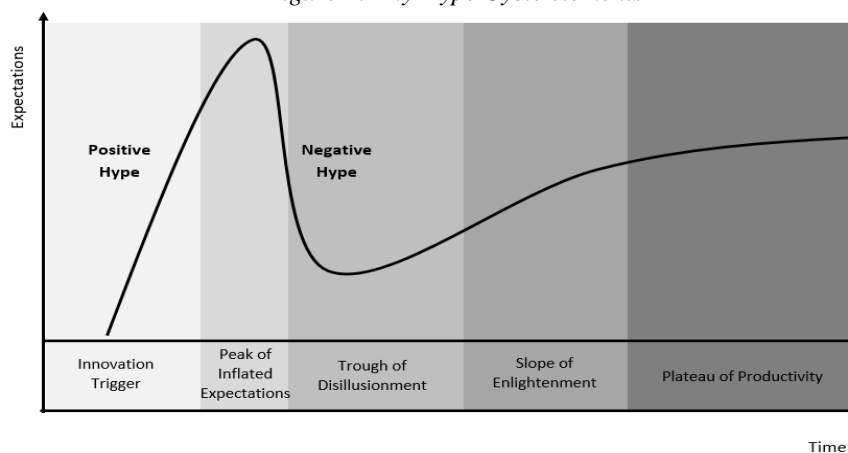 Expectations
Positive
Hype
Negative
Hype
Innovation
Trigger
Peak of
Inflated
Expectations
Trough of
Disillusionment
Slope of
Enlightenment
Plateau of Productivity
Time